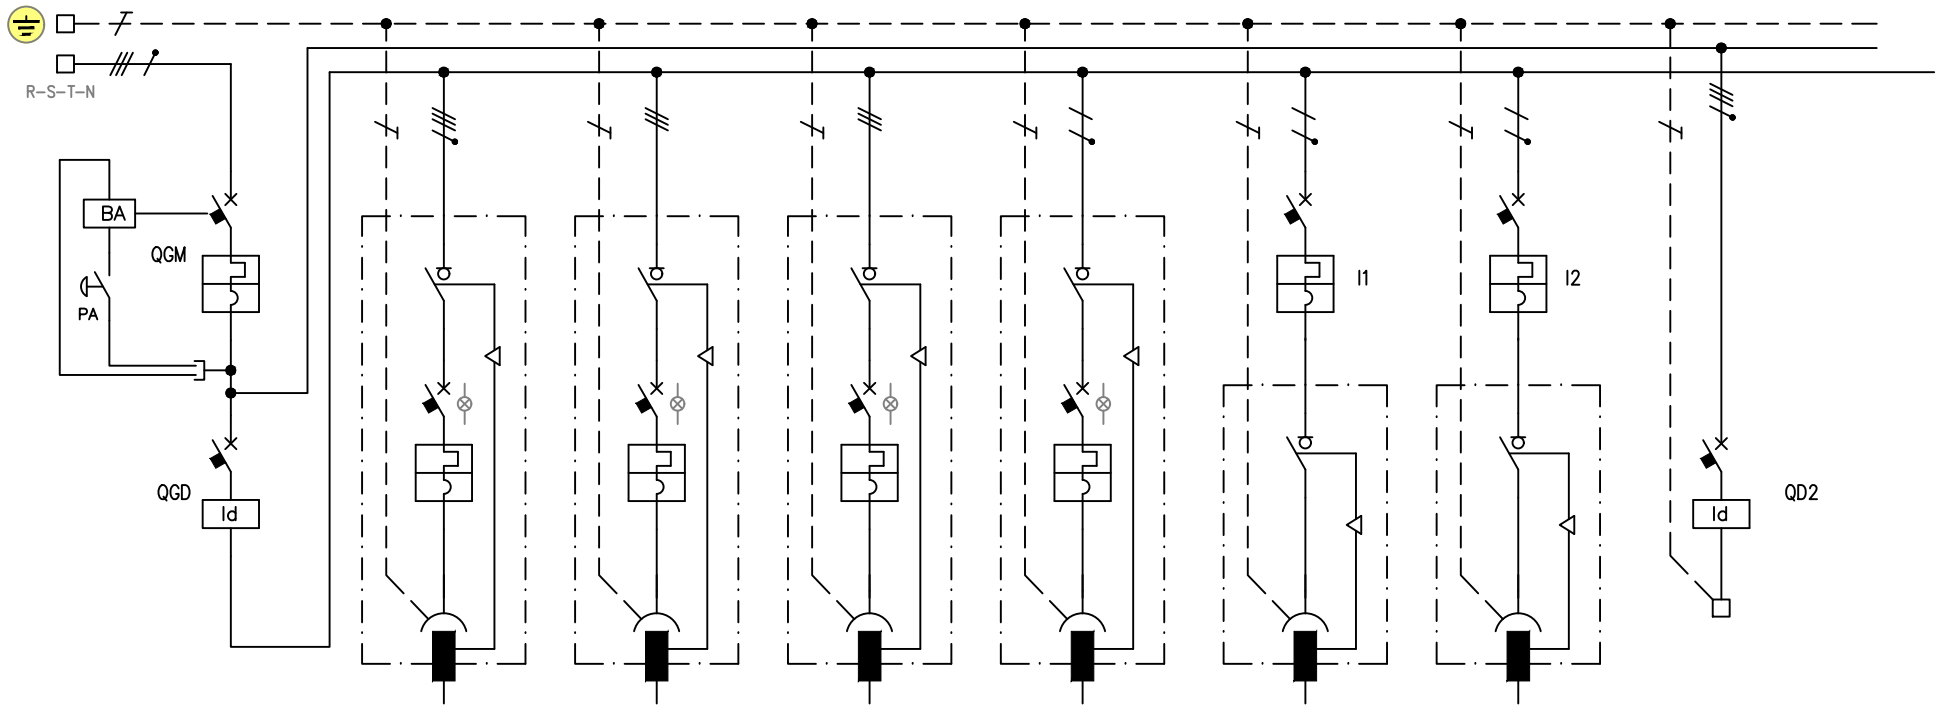 R-S-T-N
BA
QGM
PA
I1
I2
QGD
Id
Id
QD2